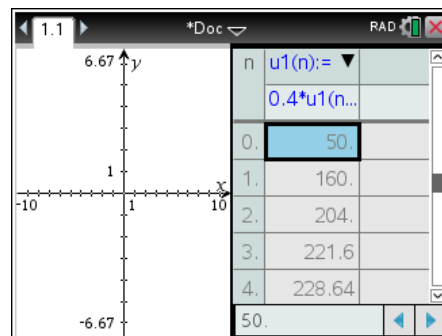 1.1 *Doc RAD
6.67 y
1
x
-10 1 10
-6.67
n u1(n):= ▼
0.4*u1(n...
0. 50.
1. 160.
2. 204.
3. 221.6
4. 228.64
50.